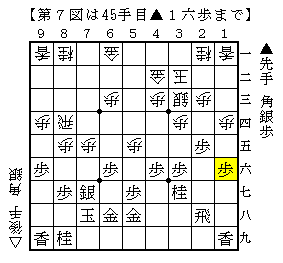 【第７図は45手目▲１六歩まで】
９ ８ ７ ６ ５ ４ ３ ２ １
香 桂 金 桂 香 一
金 玉 二
歩 歩 銀 歩 三
歩 飛 歩 歩 四
歩 歩 歩 歩 五
歩 歩 歩 歩 歩 六
歩 銀 歩 桂 七
玉 金 金 飛 八
香 桂 香 九
▲先手 角銀歩
△後手 角銀